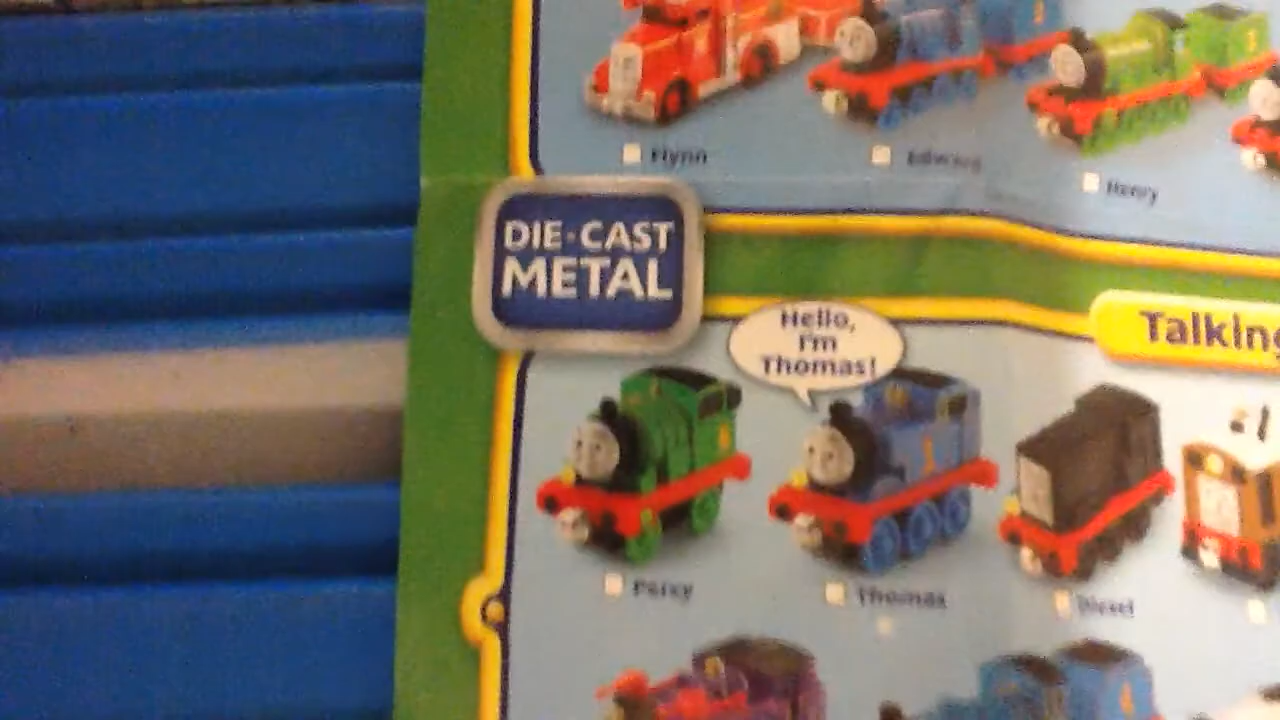 Flynn
Edward
Henry
DIE-CAST
METAL
Hello,
I'm
Thomas!
Talking
Percy
Thomas
Diesel